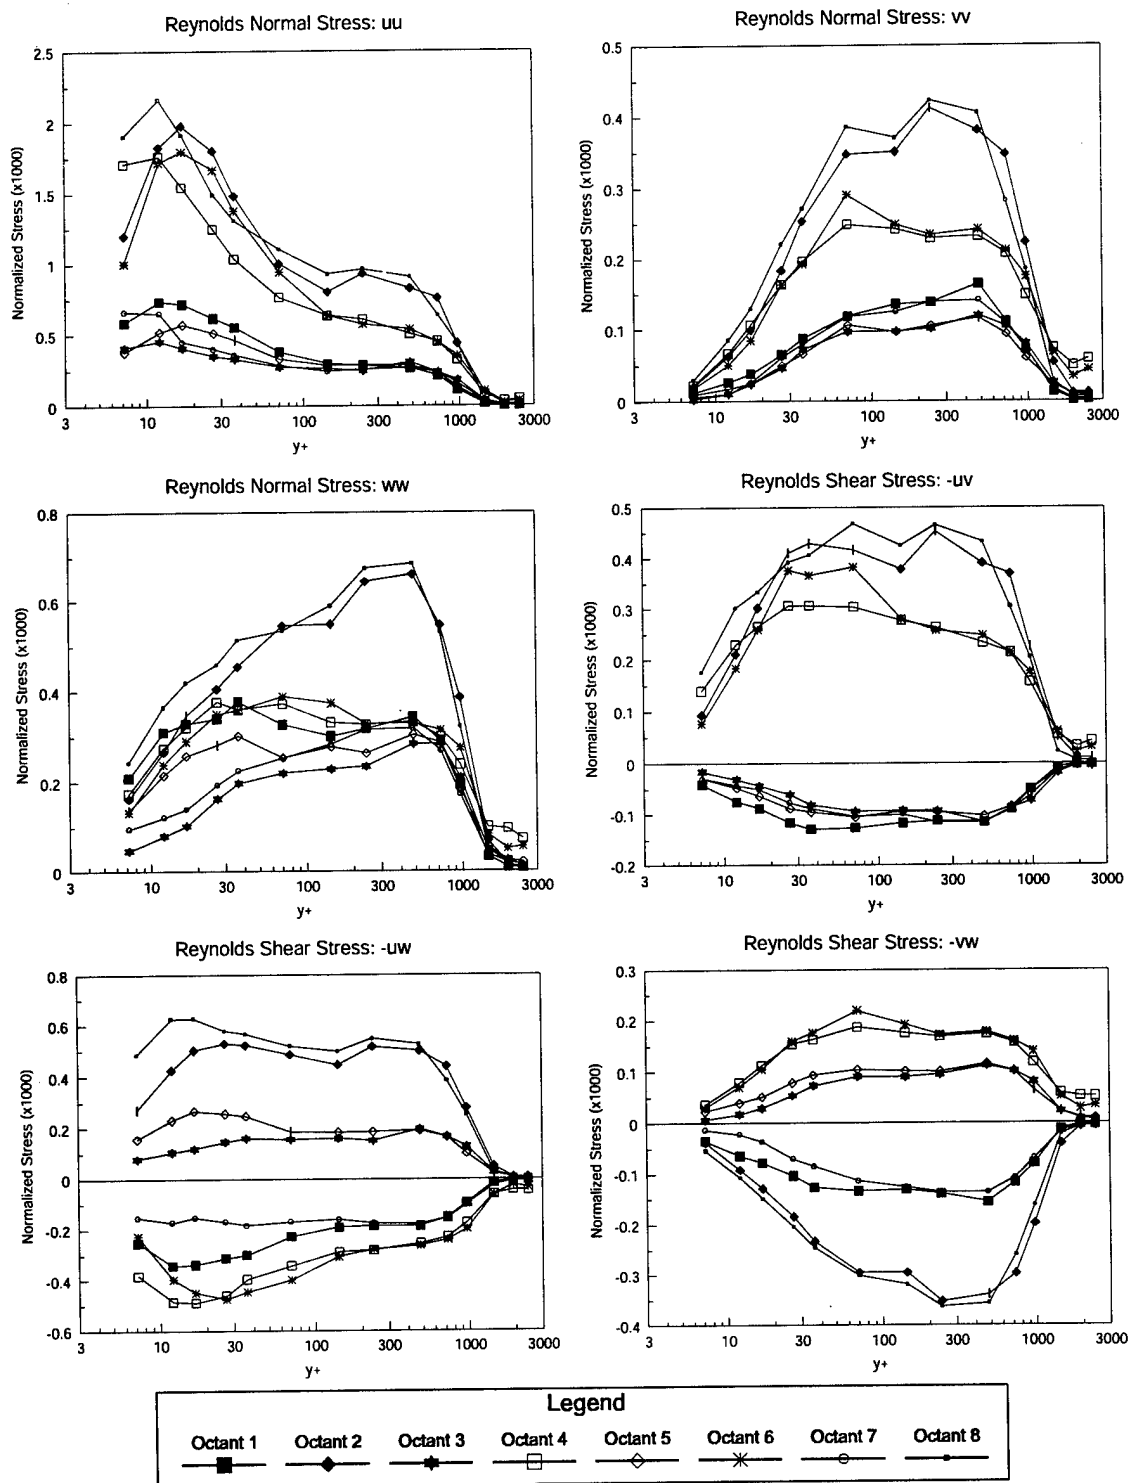 Reynolds Normal Stress: uu
Normalized Stress (x1000)
2.5
2
1.5
1
0.5
0
3 10 30 100 300 1000 3000
y+
Reynolds Normal Stress: vv
Normalized Stress (x1000)
0.5
0.4
0.3
0.2
0.1
0
3 10 30 100 300 1000 3000
y+
Reynolds Normal Stress: ww
Normalized Stress (x1000)
0.8
0.6
0.4
0.2
0
3 10 30 100 300 1000 3000
y+
Reynolds Shear Stress: -uv
Normalized Stress (x1000)
0.5
0.4
0.3
0.2
0.1
0
-0.1
-0.2
3 10 30 100 300 1000 3000
y+
Reynolds Shear Stress: -uw
Normalized Stress (x1000)
0.8
0.6
0.4
0.2
0
-0.2
-0.4
-0.6
3 10 30 100 300 1000 3000
y+
Reynolds Shear Stress: -vw
Normalized Stress (x1000)
0.3
0.2
0.1
0
-0.1
-0.2
-0.3
-0.4
3 10 30 100 300 1000 3000
y+
Legend
Octant 1 Octant 2 Octant 3 Octant 4 Octant 5 Octant 6 Octant 7 Octant 8